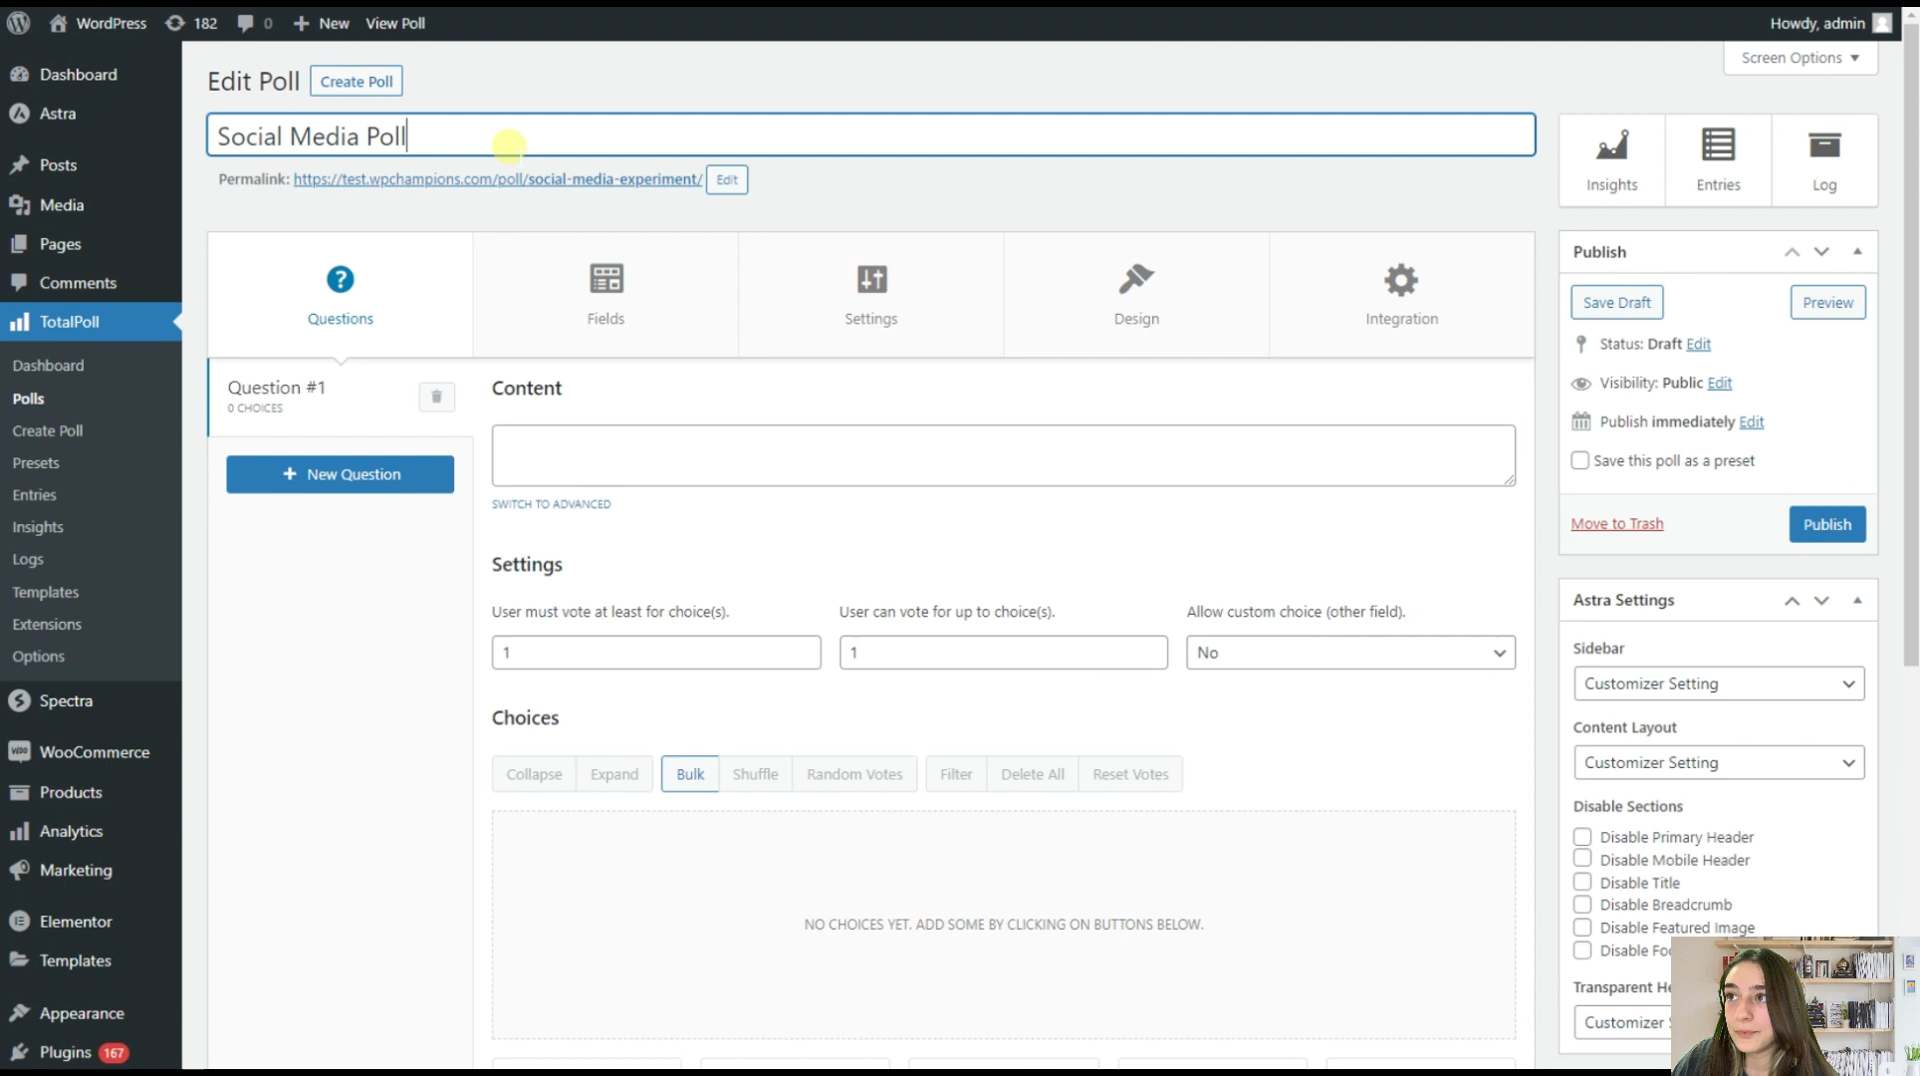 WordPress 182 0 New View Poll Howdy, admin
Screen Options
Dashboard
Astra
Posts
Media
Pages
Comments
TotalPoll
Dashboard
Polls
Create Poll
Presets
Entries
Insights
Logs
Templates
Extensions
Options
Spectra
WooCommerce
Products
Analytics
Marketing
Elementor
Templates
Appearance
Plugins 167
Edit Poll Create Poll
Social Media Poll
Permalink: https://test.wpchampions.com/poll/social-media-experiment/ Edit
Questions Fields Settings Design Integration
Question #1
0 CHOICES
New Question
Content
SWITCH TO ADVANCED
Settings
User must vote at least for choice(s). User can vote for up to choice(s). Allow custom choice (other field).
1 1 No
Choices
Collapse Expand Bulk Shuffle Random Votes Filter Delete All Reset Votes
NO CHOICES YET. ADD SOME BY CLICKING ON BUTTONS BELOW.
Insights Entries Log
Publish
Save Draft Preview
Status: Draft Edit
Visibility: Public Edit
Publish immediately Edit
Save this poll as a preset
Move to Trash Publish
Astra Settings
Sidebar
Customizer Setting
Content Layout
Customizer Setting
Disable Sections
Disable Primary Header
Disable Mobile Header
Disable Title
Disable Breadcrumb
Disable Featured Image
Disable Fo
Transparent He
Customizer